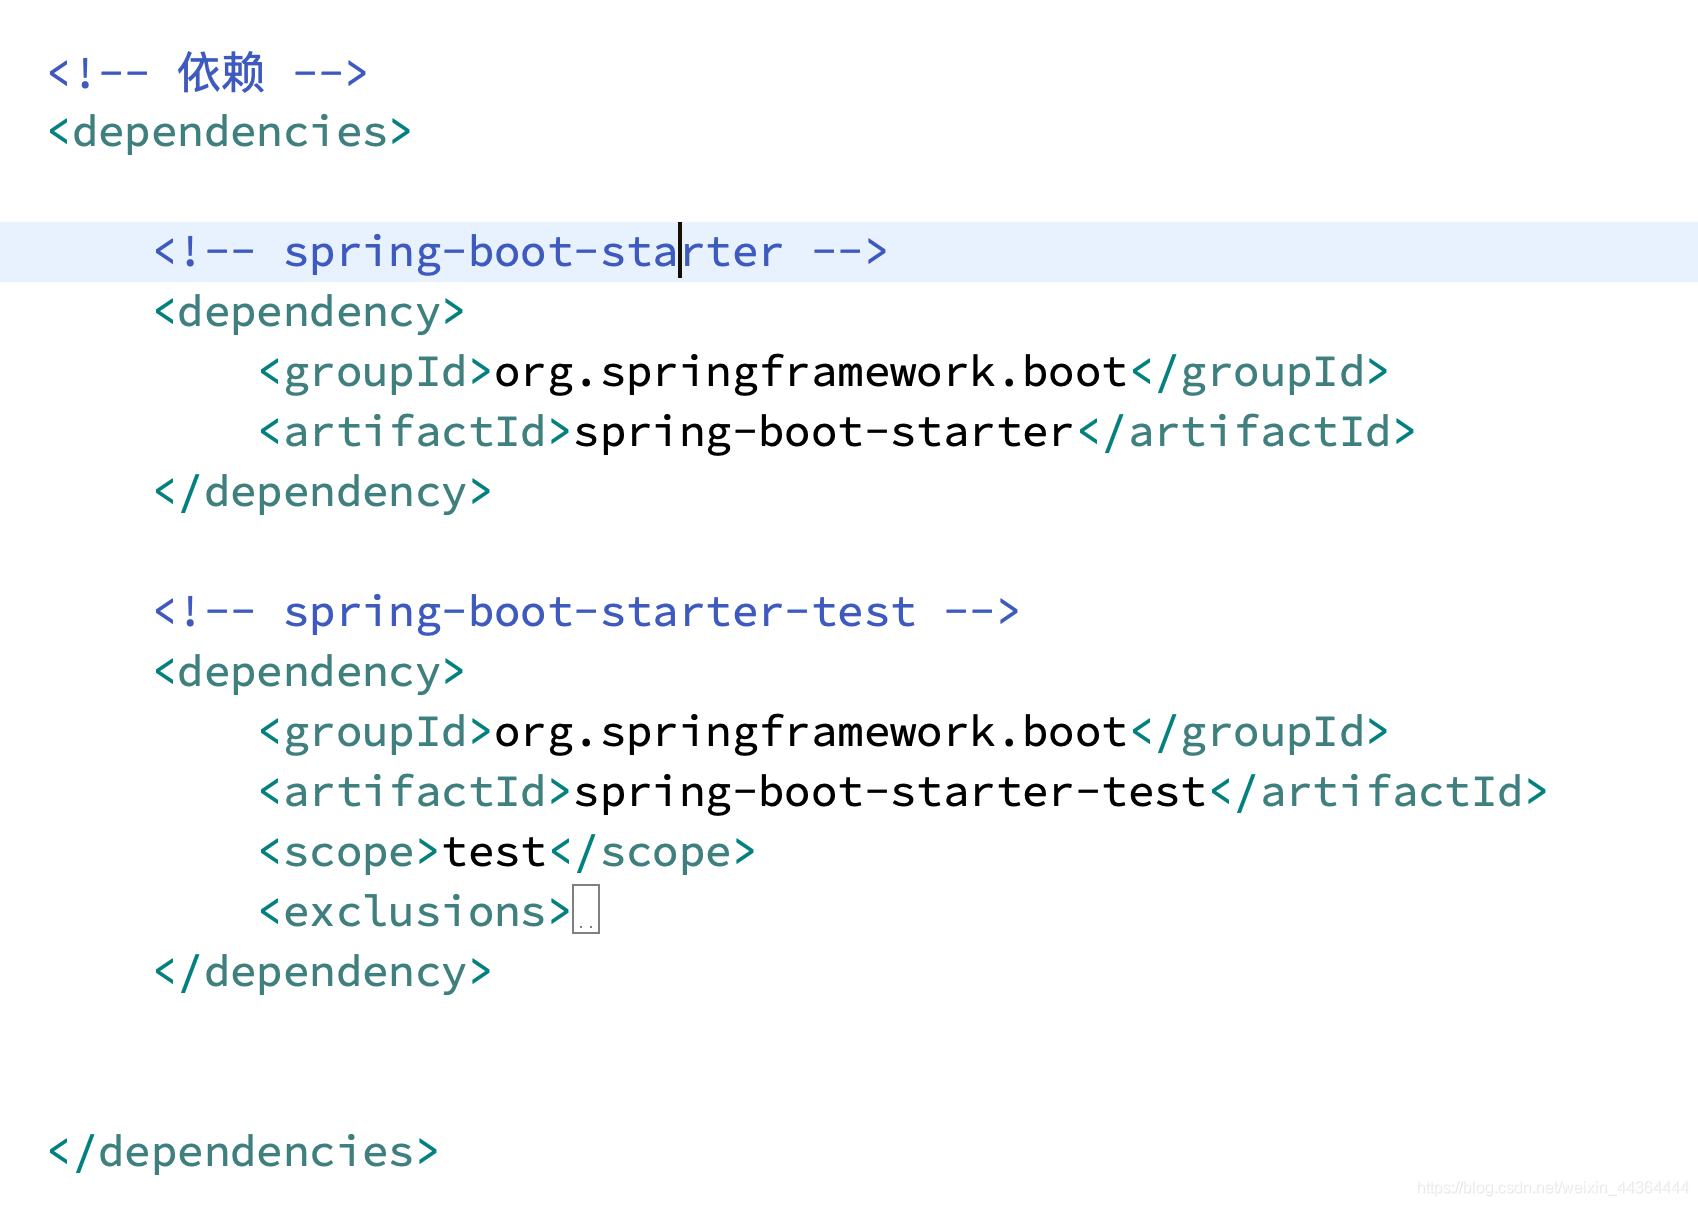 <!-- 依赖 -->
<dependencies>
<!-- spring-boot-starter -->
<dependency>
<groupId>org.springframework.boot</groupId>
<artifactId>spring-boot-starter</artifactId>
</dependency>
<!-- spring-boot-starter-test -->
<dependency>
<groupId>org.springframework.boot</groupId>
<artifactId>spring-boot-starter-test</artifactId>
<scope>test</scope>
<exclusions>..
</dependency>
</dependencies>
https://blog.csdn.net/weixin_44364444